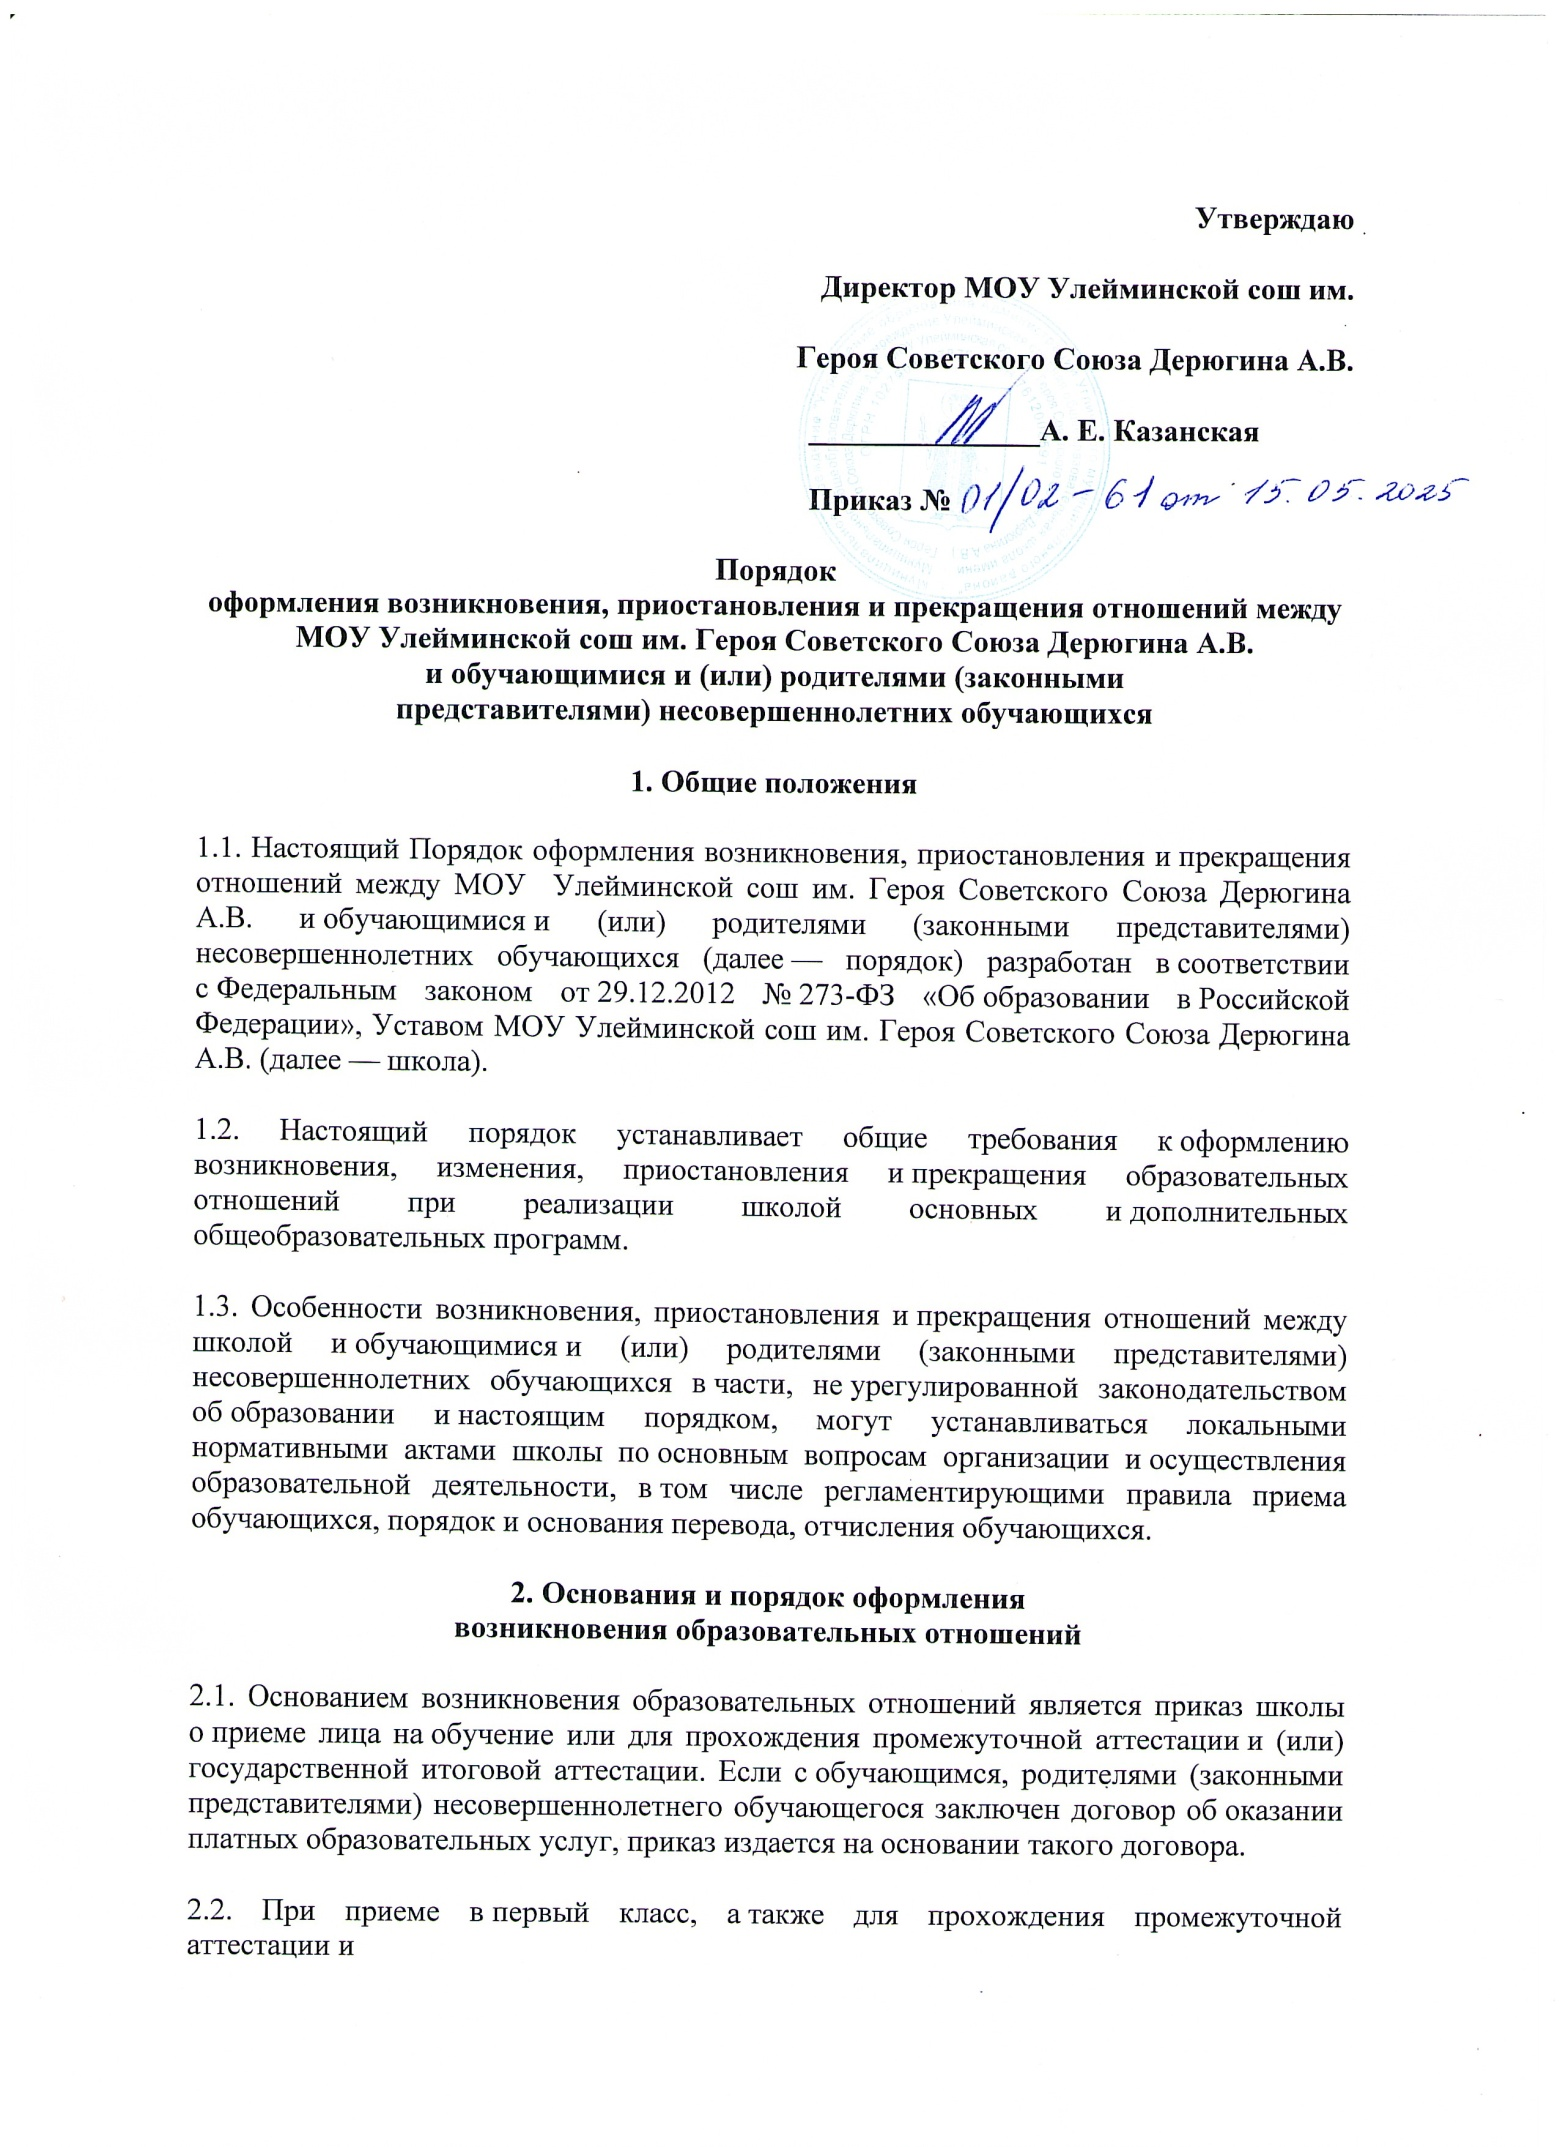 Утверждаю
Директор МОУ Улейминской сош им.
Героя Советского Союза Дерюгина А.В.
_______________А. Е. Казанская
Приказ № 01/02-61 от 15.05.2025
Порядок
оформления возникновения, приостановления и прекращения отношений между
МОУ Улейминской сош им. Героя Советского Союза Дерюгина А.В.
и обучающимися и (или) родителями (законными
представителями) несовершеннолетних обучающихся
1. Общие положения
1.1. Настоящий Порядок оформления возникновения, приостановления и прекращения
отношений между МОУ Улейминской сош им. Героя Советского Союза Дерюгина
А.В. и обучающимися и (или) родителями (законными представителями)
несовершеннолетних обучающихся (далее — порядок) разработан в соответствии
с Федеральным законом от 29.12.2012 № 273-ФЗ «Об образовании в Российской
Федерации», Уставом МОУ Улейминской сош им. Героя Советского Союза Дерюгина
А.В. (далее — школа).
1.2. Настоящий порядок устанавливает общие требования к оформлению
возникновения, изменения, приостановления и прекращения образовательных
отношений при реализации школой основных и дополнительных
общеобразовательных программ.
1.3. Особенности возникновения, приостановления и прекращения отношений между
школой и обучающимися и (или) родителями (законными представителями)
несовершеннолетних обучающихся в части, не урегулированной законодательством
об образовании и настоящим порядком, могут устанавливаться локальными
нормативными актами школы по основным вопросам организации и осуществления
образовательной деятельности, в том числе регламентирующими правила приема
обучающихся, порядок и основания перевода, отчисления обучающихся.
2. Основания и порядок оформления
возникновения образовательных отношений
2.1. Основанием возникновения образовательных отношений является приказ школы
о приеме лица на обучение или для прохождения промежуточной аттестации и (или)
государственной итоговой аттестации. Если с обучающимся, родителями (законными
представителями) несовершеннолетнего обучающегося заключен договор об оказании
платных образовательных услуг, приказ издается на основании такого договора.
2.2. При приеме в первый класс, а также для прохождения промежуточной
аттестации и